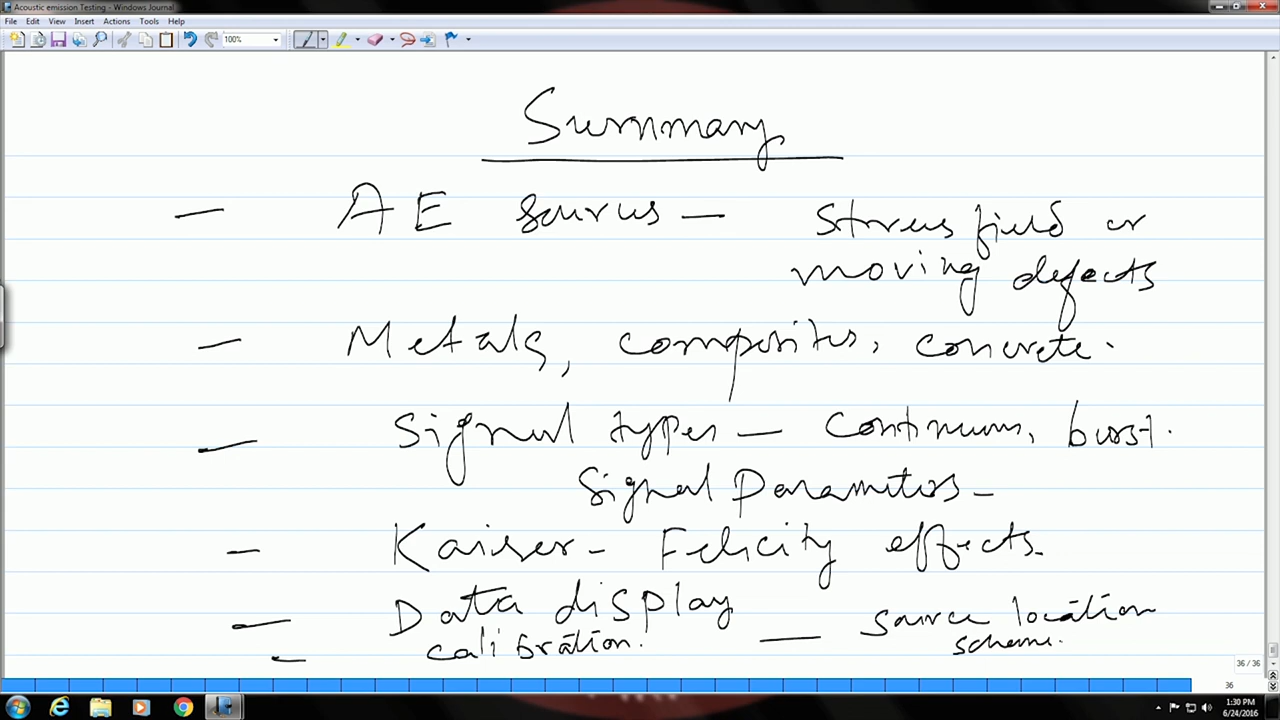 Acoustic emission Testing - Windows Journal
File Edit View Insert Actions Tools Help
100%
Summary
— AE sources — Stress field or
moving defects
— Metals, composites, concrete.
— Signal types — Continuous, burst.
Signal Parameters -
- Kaiser - Felicity effects.
— Data display
calibration. — source location
scheme.
36 / 36
36
1:30 PM
6/24/2016